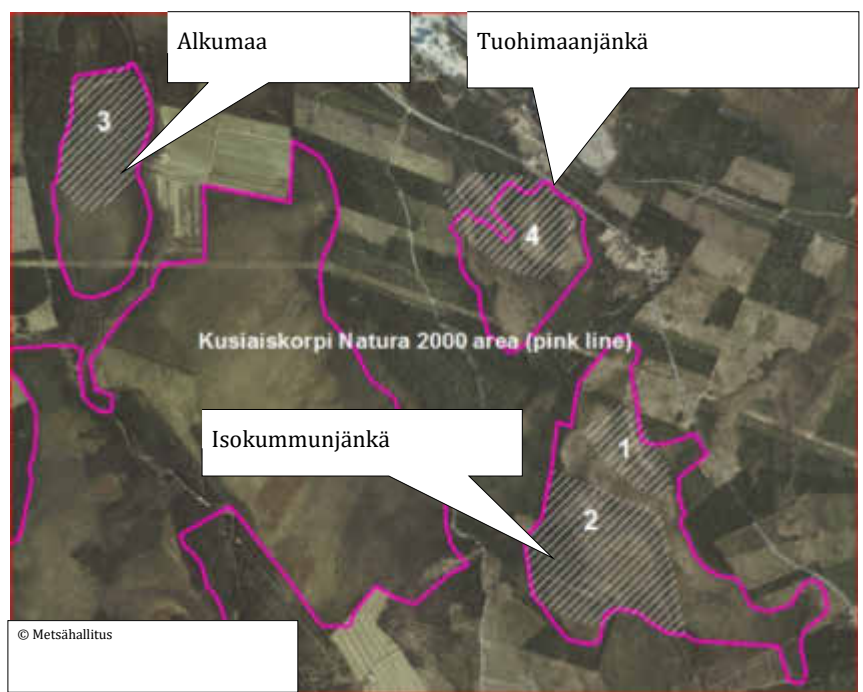 Alkumaa
Tuohimaanjänkä
3
4
Kusiaiskorpi Natura 2000 area (pink line)
Isokummunjänkä
1
2
© Metsähallitus